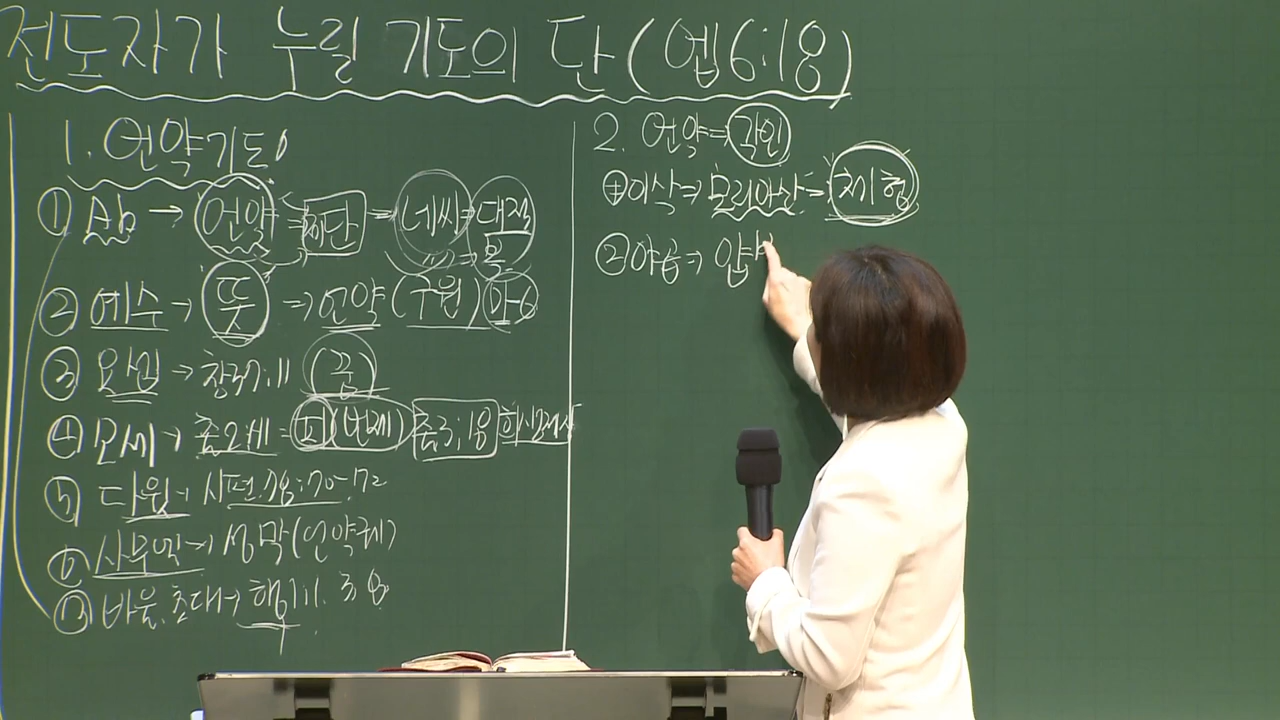 전도자가 누릴 기도의 단(엡6:18)
1. 언약기도
① 삶 → 언약 = 제단 → 네씨 = 대적
"" ⇒ 복
② 예수 → 뜻 ⇒ 언약 (구원)
③ 요셉 → 창37:11 (꿈)
④ 모세 → 출2:   = 피(번제) 출3:18 희생제사
⑤ 다윗 → 시편.78:70-72
⑥ 사무엘 → 성막(언약궤)
⑦ 바울.초대 → 행1:1. 3. 8
2. 언약 ⇒ 각인
① 이삭 ⇒ 모리아산 ⇒ 체험
② 야곱 ⇒ 얍